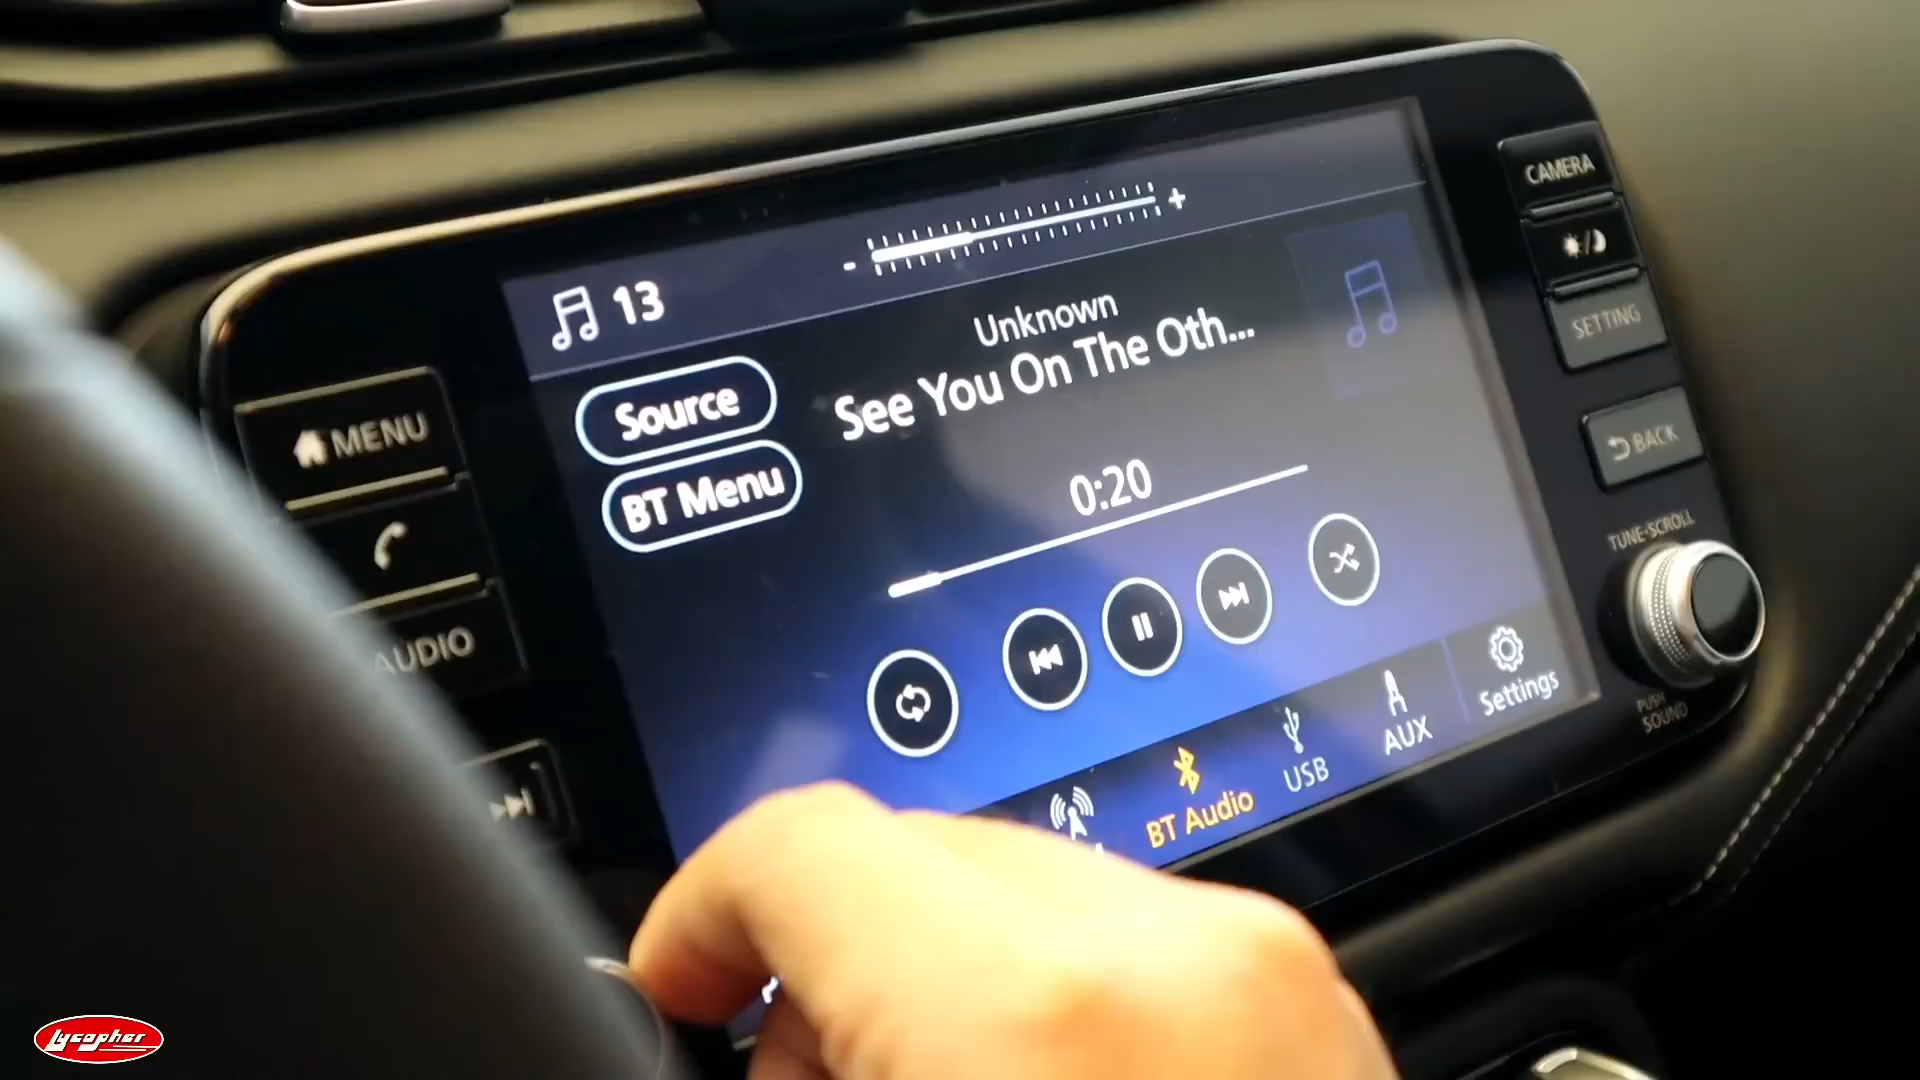 13
- +
Unknown
See You On The Oth...
Source
BT Menu
0:20
BT Audio
USB
AUX
Settings
MENU
AUDIO
CAMERA
SETTING
BACK
TUNE·SCROLL
PUSH
SOUND
Lycopher